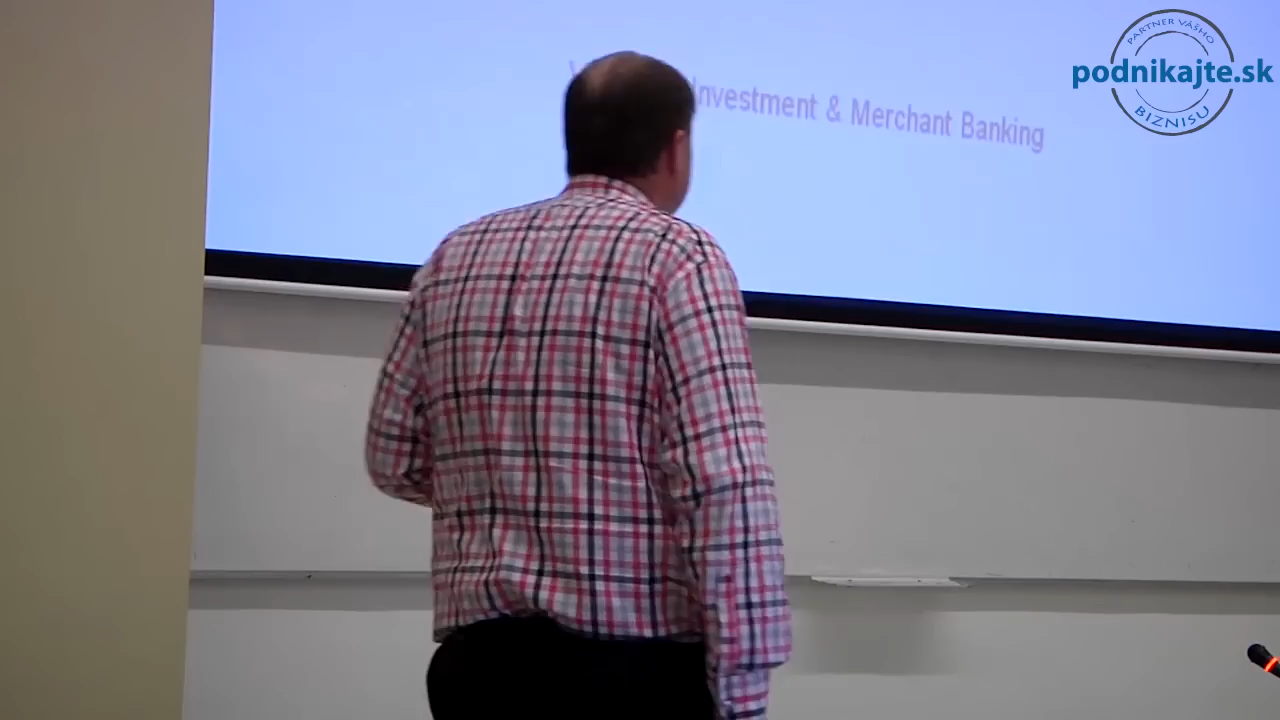 PARTNER VÁŠHO
podnikajte.sk
BIZNISU
Investment & Merchant Banking